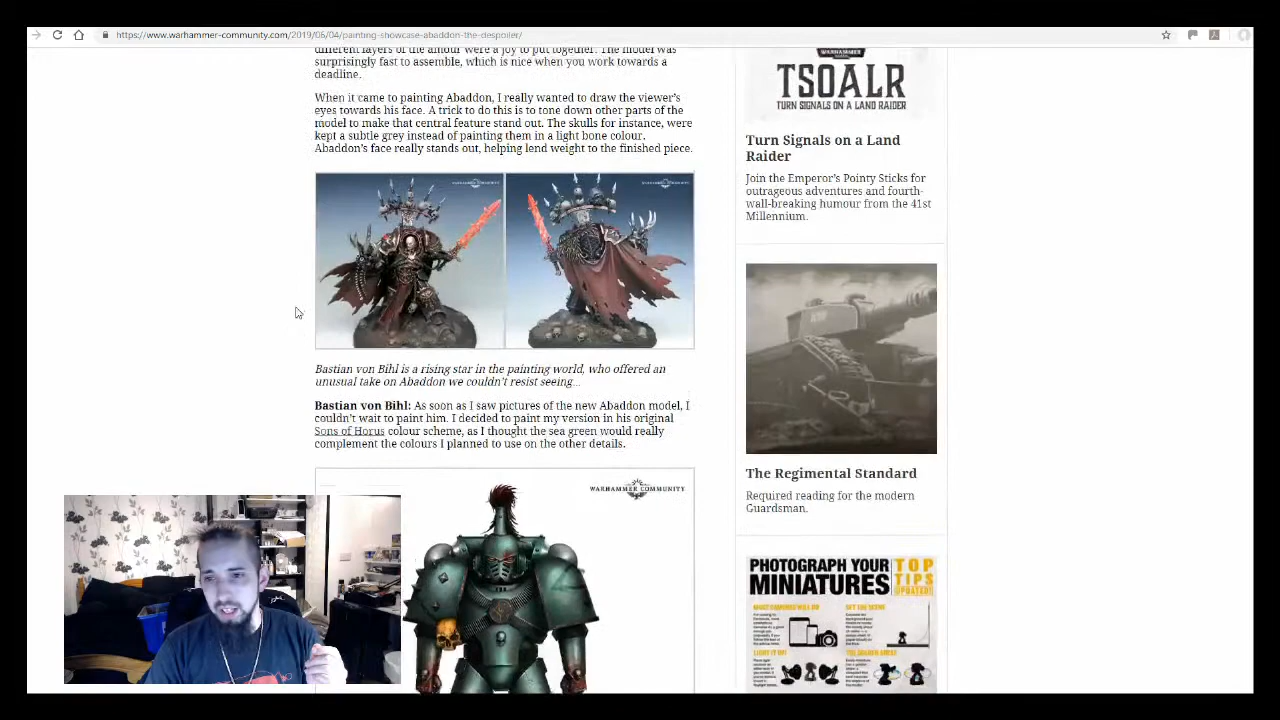 https://www.warhammer-community.com/2019/06/04/painting-showcase-abaddon-the-despoiler/
different layers of the amour were a joy to put together. The model was
surprisingly fast to assemble, which is nice when you work towards a
deadline.
When it came to painting Abaddon, I really wanted to draw the viewer's
eyes towards his face. A trick to do this is to tone down other parts of the
model to make that central feature stand out. The skulls for instance, were
kept a subtle grey instead of painting them in a light bone colour.
Abaddon's face really stands out, helping lend weight to the finished piece.
WARHAMMER COMMUNITY
WARHAMMER COMMUNITY
Bastian von Bihl is a rising star in the painting world, who offered an
unusual take on Abaddon we couldn't resist seeing...
Bastian von Bihl: As soon as I saw pictures of the new Abaddon model, I
couldn't wait to paint him. I decided to paint my version in his original
Sons of Horus colour scheme, as I thought the sea green would really
complement the colours I planned to use on the other details.
WARHAMMER COMMUNITY
WARHAMMER
TSOALR
TURN SIGNALS ON A LAND RAIDER
Turn Signals on a Land
Raider
Join the Emperor's Pointy Sticks for
outrageous adventures and fourth-
wall-breaking humour from the 41st
Millennium.
The Regimental Standard
Required reading for the modern
Guardsman.
PHOTOGRAPH YOUR
MINIATURES
TOP
TIPS
UPDATED!
LIGHT IT UP!